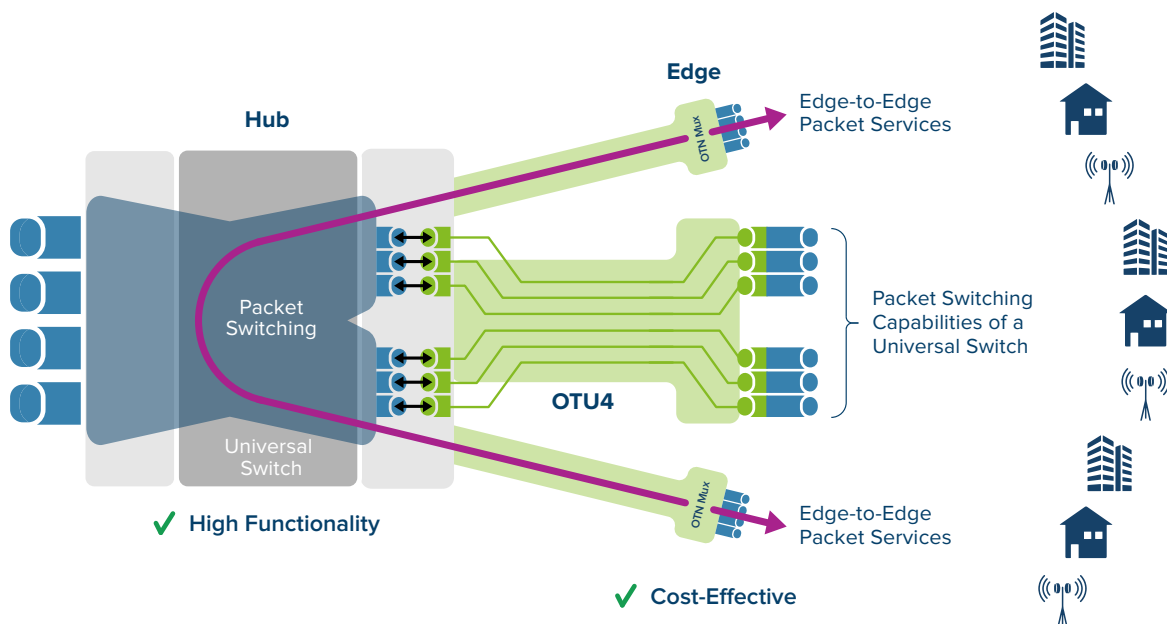 Edge
Hub
OTN Mux
Edge-to-Edge
Packet Services
Packet
Switching
Packet Switching
Capabilities of a
Universal Switch
OTU4
Universal
Switch
OTN Mux
High Functionality
Edge-to-Edge
Packet Services
Cost-Effective